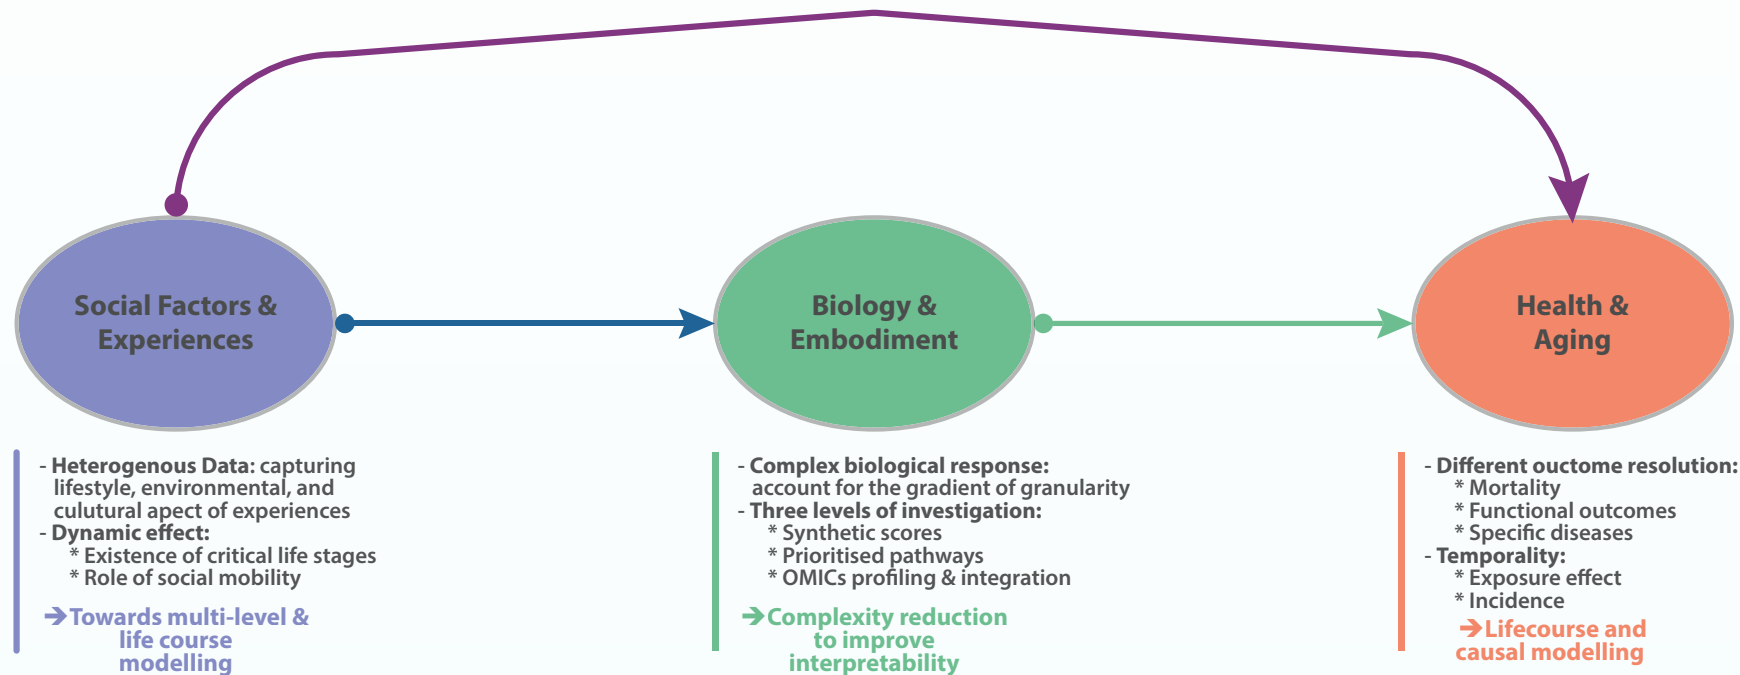 Social Factors &
Experiences
Biology &
Embodiment
Health &
Aging
- Heterogenous Data: capturing
lifestyle, environmental, and
culutural apect of experiences
- Dynamic effect:
* Existence of critical life stages
* Role of social mobility
➔Towards multi-level &
life course
modelling
- Complex biological response:
account for the gradient of granularity
- Three levels of investigation:
* Synthetic scores
* Prioritised pathways
* OMICs profiling & integration
➔Complexity reduction
to improve
interpretability
- Different ouctome resolution:
* Mortality
* Functional outcomes
* Specific diseases
- Temporality:
* Exposure effect
* Incidence
➔Lifecourse and
causal modelling